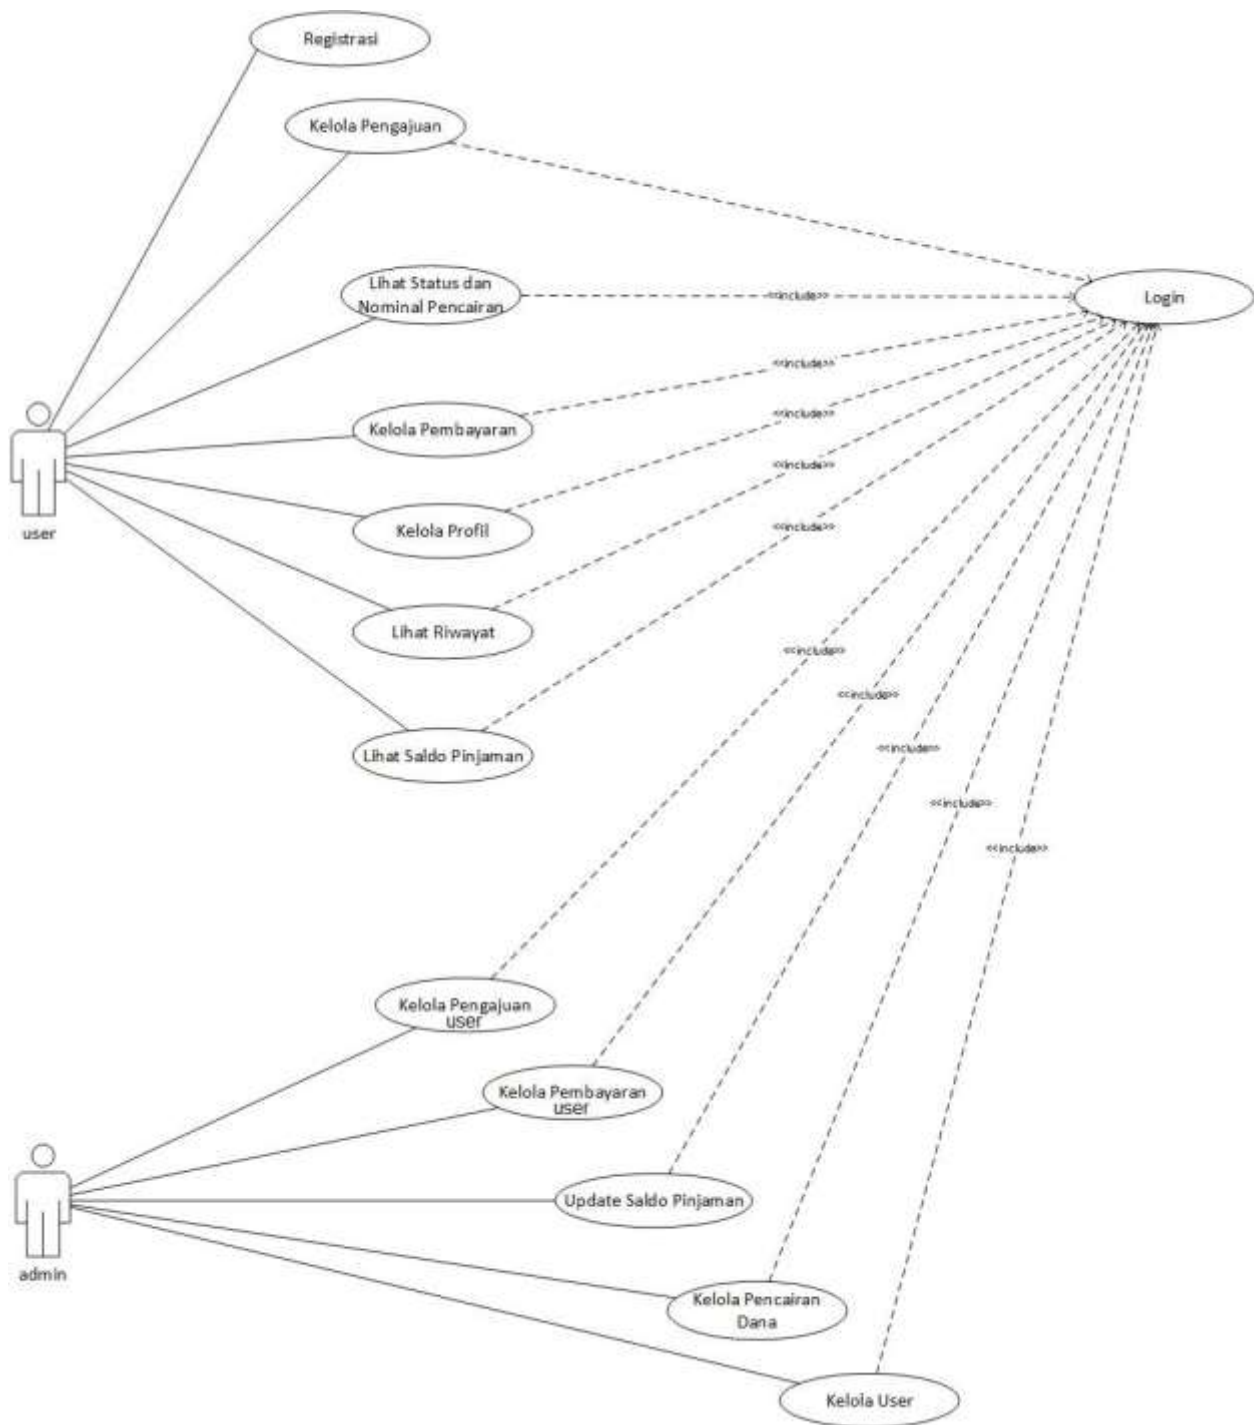 Registrasi
Kelola Pengajuan
Lihat Status dan
Nominal Pencairan
<<include>>
Login
<<include>>
Kelola Pembayaran
<<include>>
<<include>>
Kelola Profil
<<include>>
user
Lihat Riwayat
<<include>>
<<include>>
Lihat Saldo Pinjaman
<<include>>
<<include>>
<<include>>
Kelola Pengajuan
user
Kelola Pembayaran
user
Update Saldo Pinjaman
admin
Kelola Pencairan
Dana
Kelola User